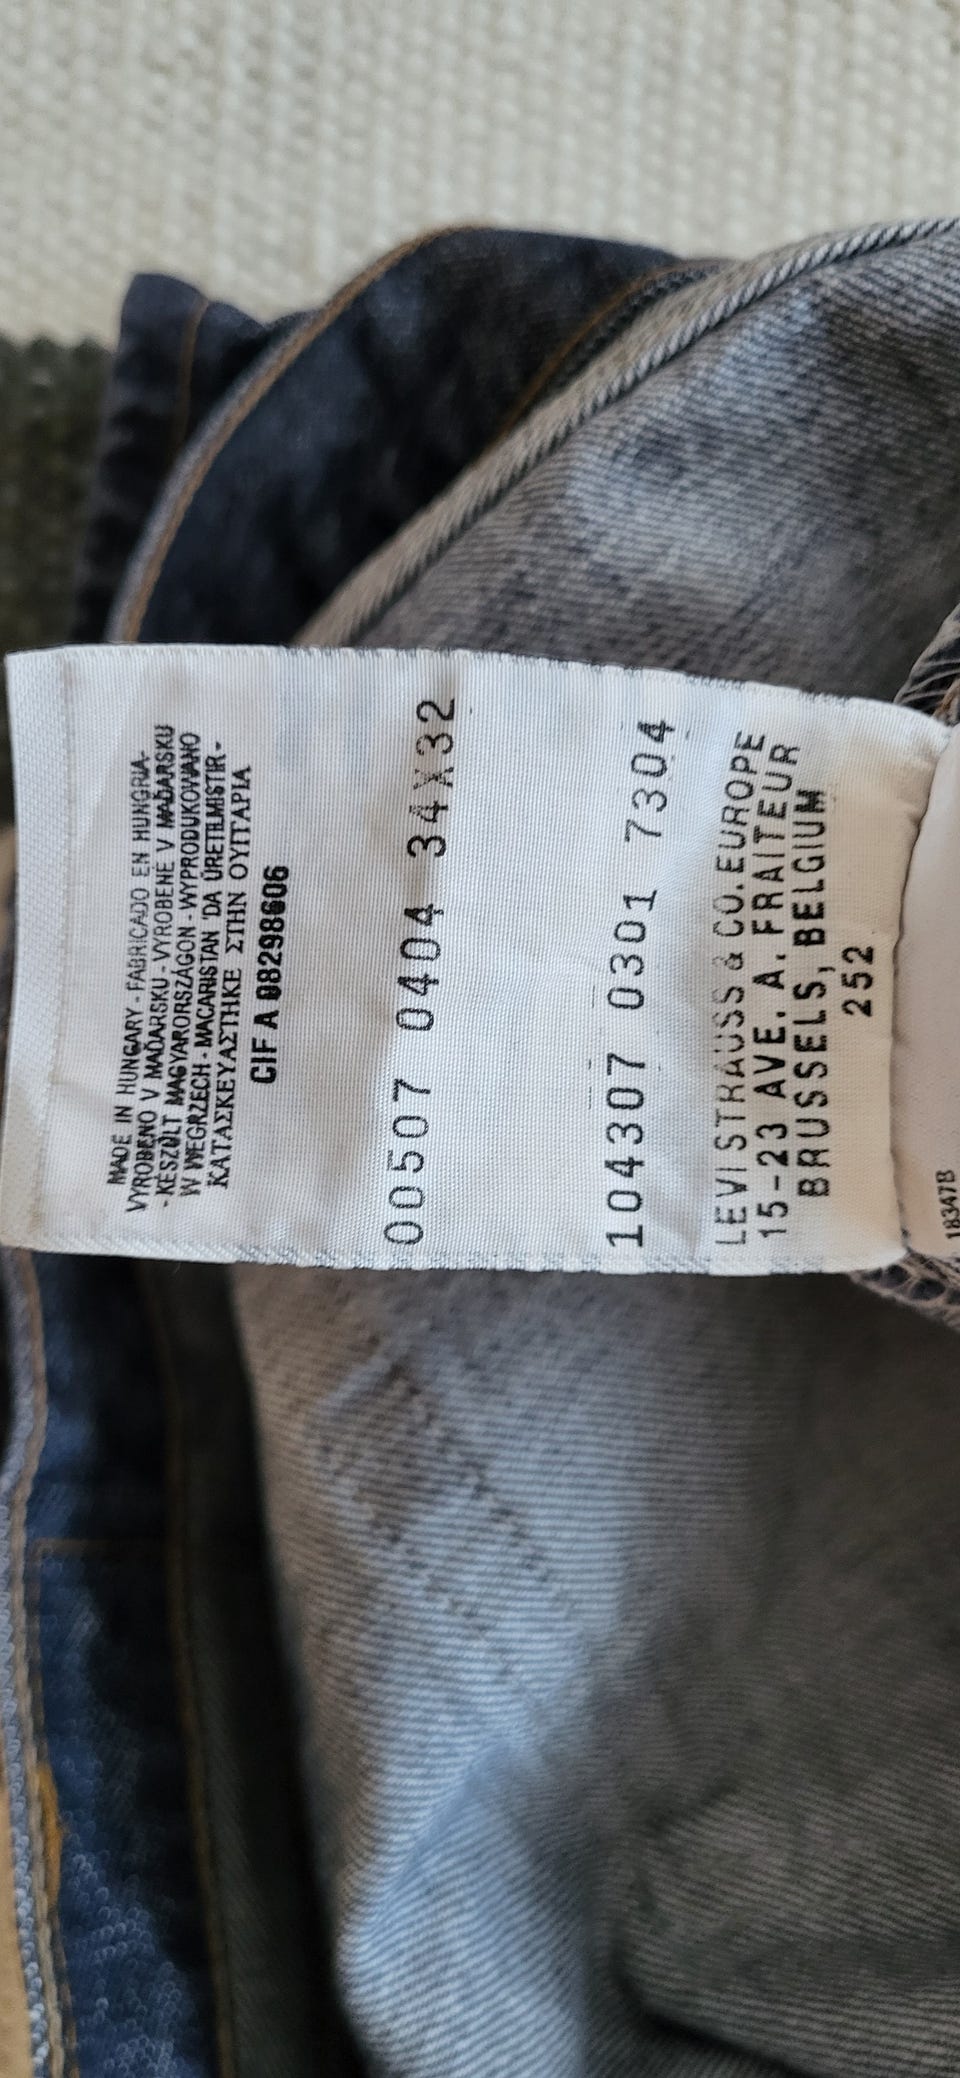 MADE IN HUNGARY - FABRICADO EN HUNGRIA-
VYROBENO V MAĎARSKU - VYROBENÉ V MAĎARSKU
- KÉSZÜLT MAGYARORSZÁGON - WYPRODUKOWANO
W WEGRZECH - MACARISTAN 'DA ÜRETILMISTIR -
ΚΑΤΑΣΚΕΥΑΣΤΗΚΕ ΣΤΗΝ ΟΥΓΓΑΡΙΑ
CIF A 08298606
00507 0404 34X32
104307 0301 7304
LEVI STRAUSS & CO.EUROPE
15-23 AVE. A. FRAITEUR
BRUSSELS, BELGIUM
252
18347B